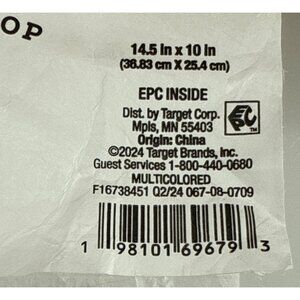 OP
14.5 in x 10 in
(36.83 cm X 25.4 cm)
EPC INSIDE
Dist. by Target Corp.
Mpls, MN 55403
Origin: China
©2024 Target Brands, Inc.
Guest Services 1-800-440-0680
MULTICOLORED
F16738451 Q2/24 067-08-0709
1 98101 69679 3
EPC
TM